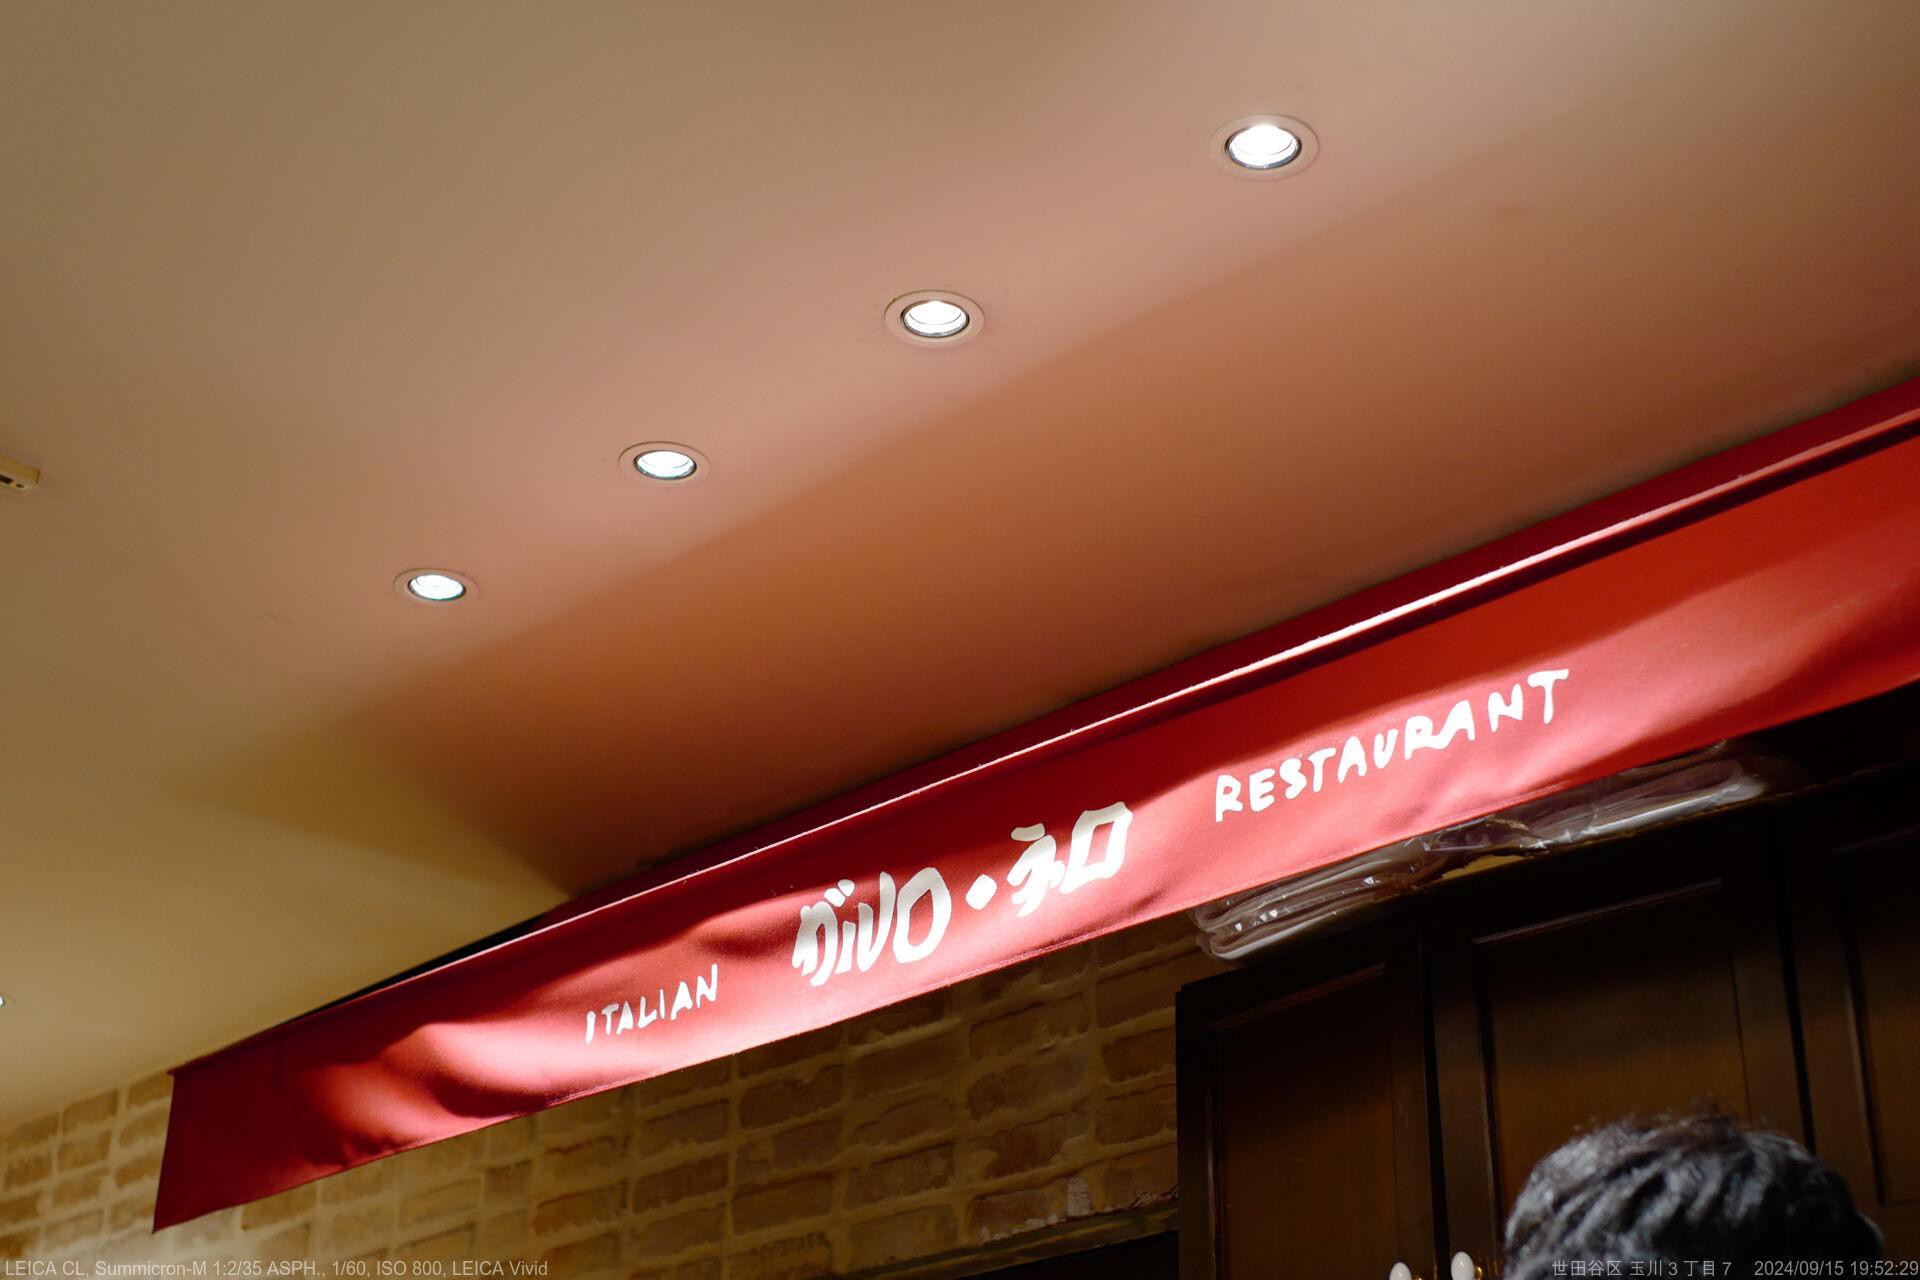 ITALIAN グルロ・ネロ RESTAURANT
LEICA CL, Summicron-M 1:2/35 ASPH., 1/60, ISO 800, LEICA Vivid
世田谷区 玉川 3 丁目 7 2024/09/15 19:52:29